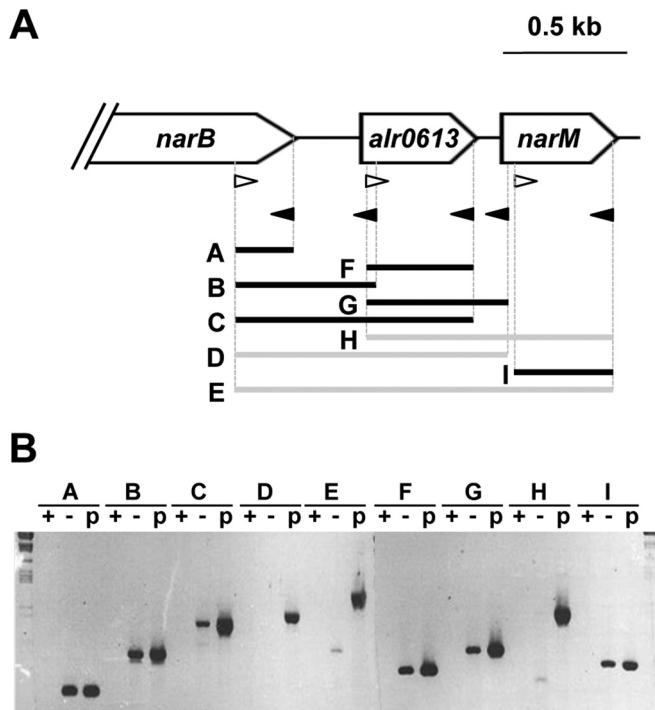 A
0.5 kb
narB alr0613 narM
A
F
B
G
C
H
D
I
E
B
A B C D E F G H I
+ - p + - p + - p + - p + - p + - p + - p + - p + - p